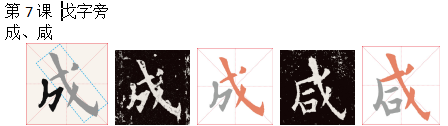 第 7 课 戈字旁
成、咸
成 成 成 咸 咸